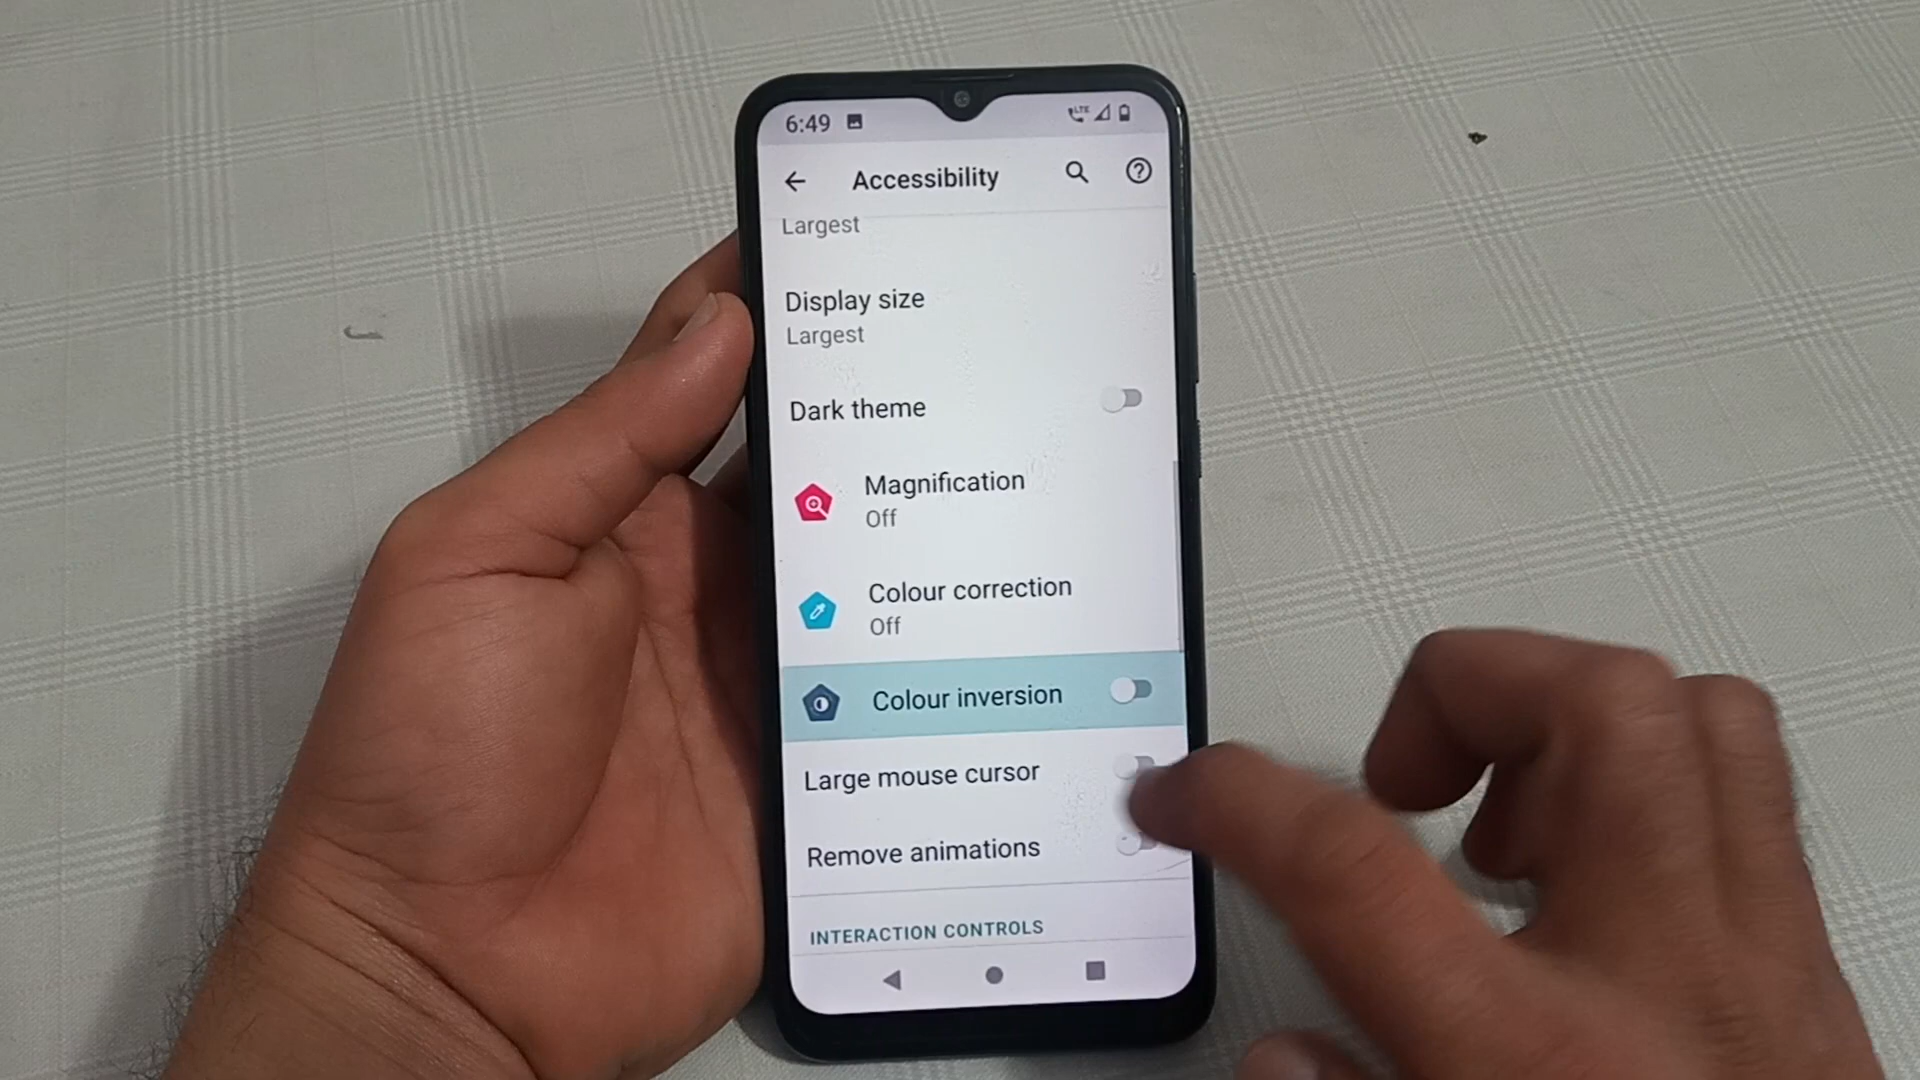 6:49
LTE
Accessibility
Largest
Display size
Largest
Dark theme
Magnification
Off
Colour correction
Off
Colour inversion
Large mouse cursor
Remove animations
INTERACTION CONTROLS